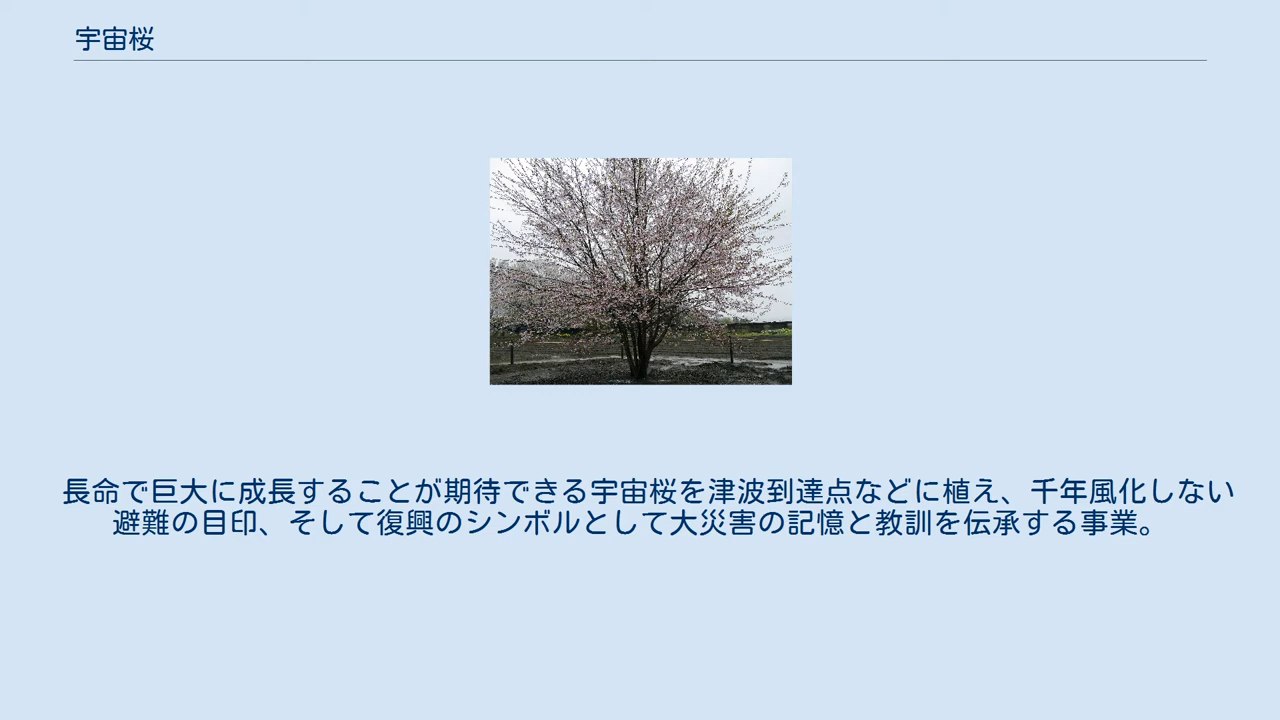 宇宙桜
長命で巨大に成長することが期待できる宇宙桜を津波到達点などに植え、千年風化しない
避難の目印、そして復興のシンボルとして大災害の記憶と教訓を伝承する事業。